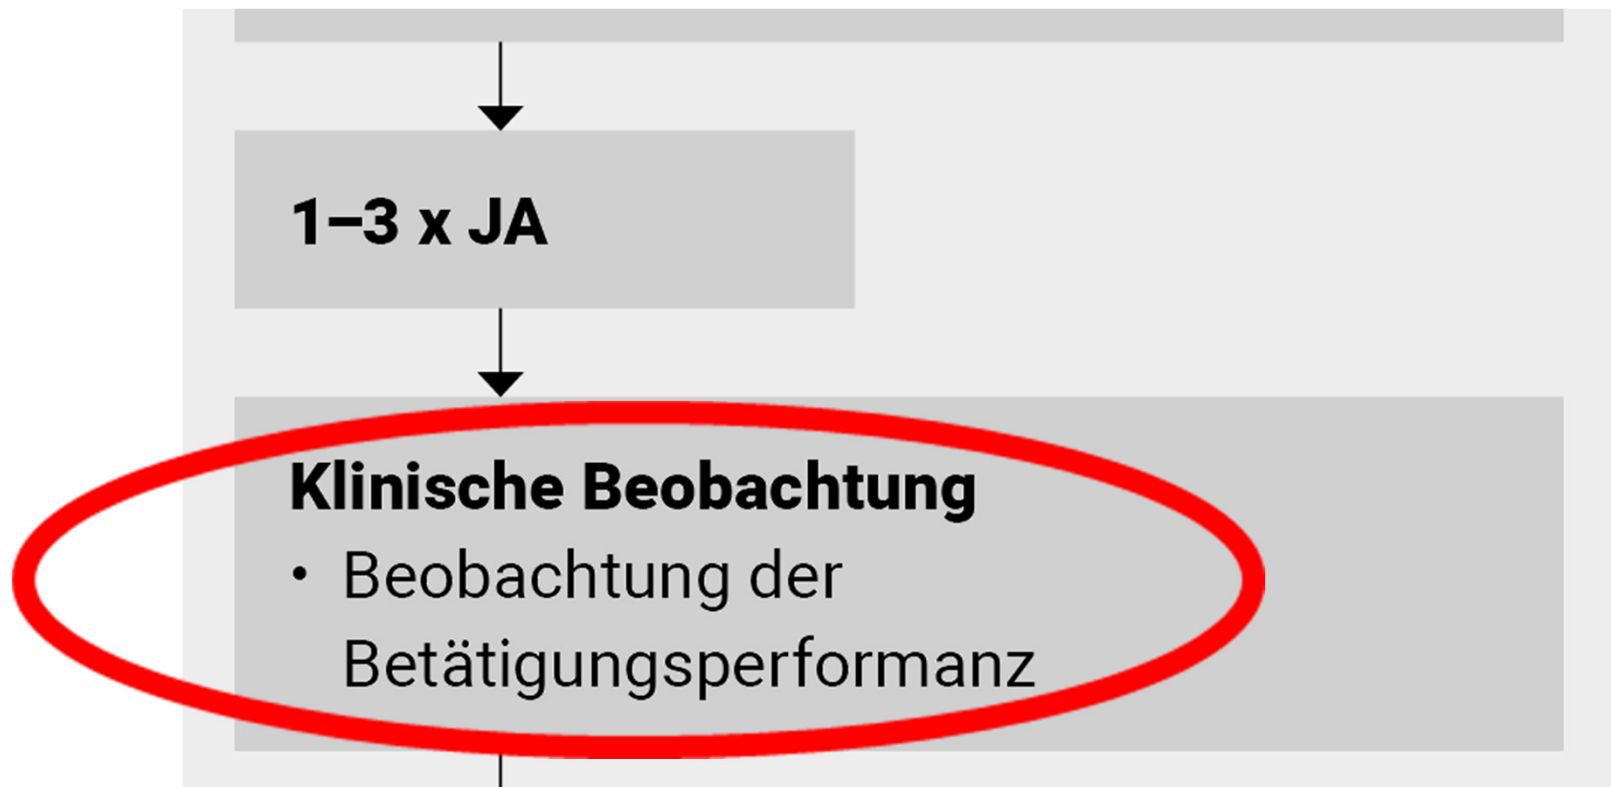 1–3 x JA
Klinische Beobachtung
• Beobachtung der
Betätigungsperformanz